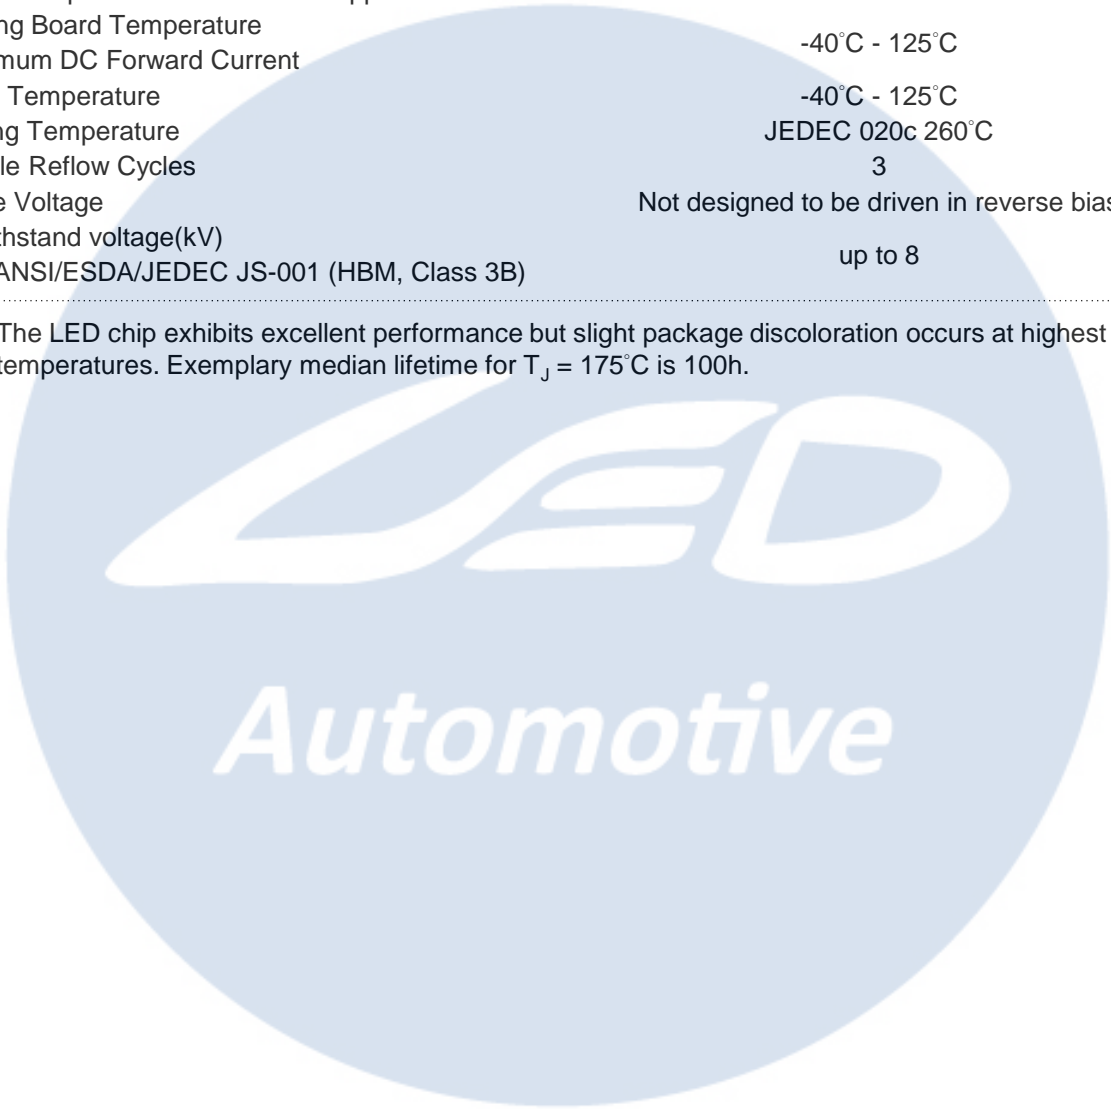 ng Board Temperature
mum DC Forward Current
-40°C - 125°C
Temperature
-40°C - 125°C
ng Temperature
JEDEC 020c 260°C
le Reflow Cycles
3
e Voltage
Not designed to be driven in reverse bias
thstand voltage(kV)
ANSI/ESDA/JEDEC JS-001 (HBM, Class 3B)
up to 8
The LED chip exhibits excellent performance but slight package discoloration occurs at highest
temperatures. Exemplary median lifetime for TJ = 175°C is 100h.
LED
Automotive